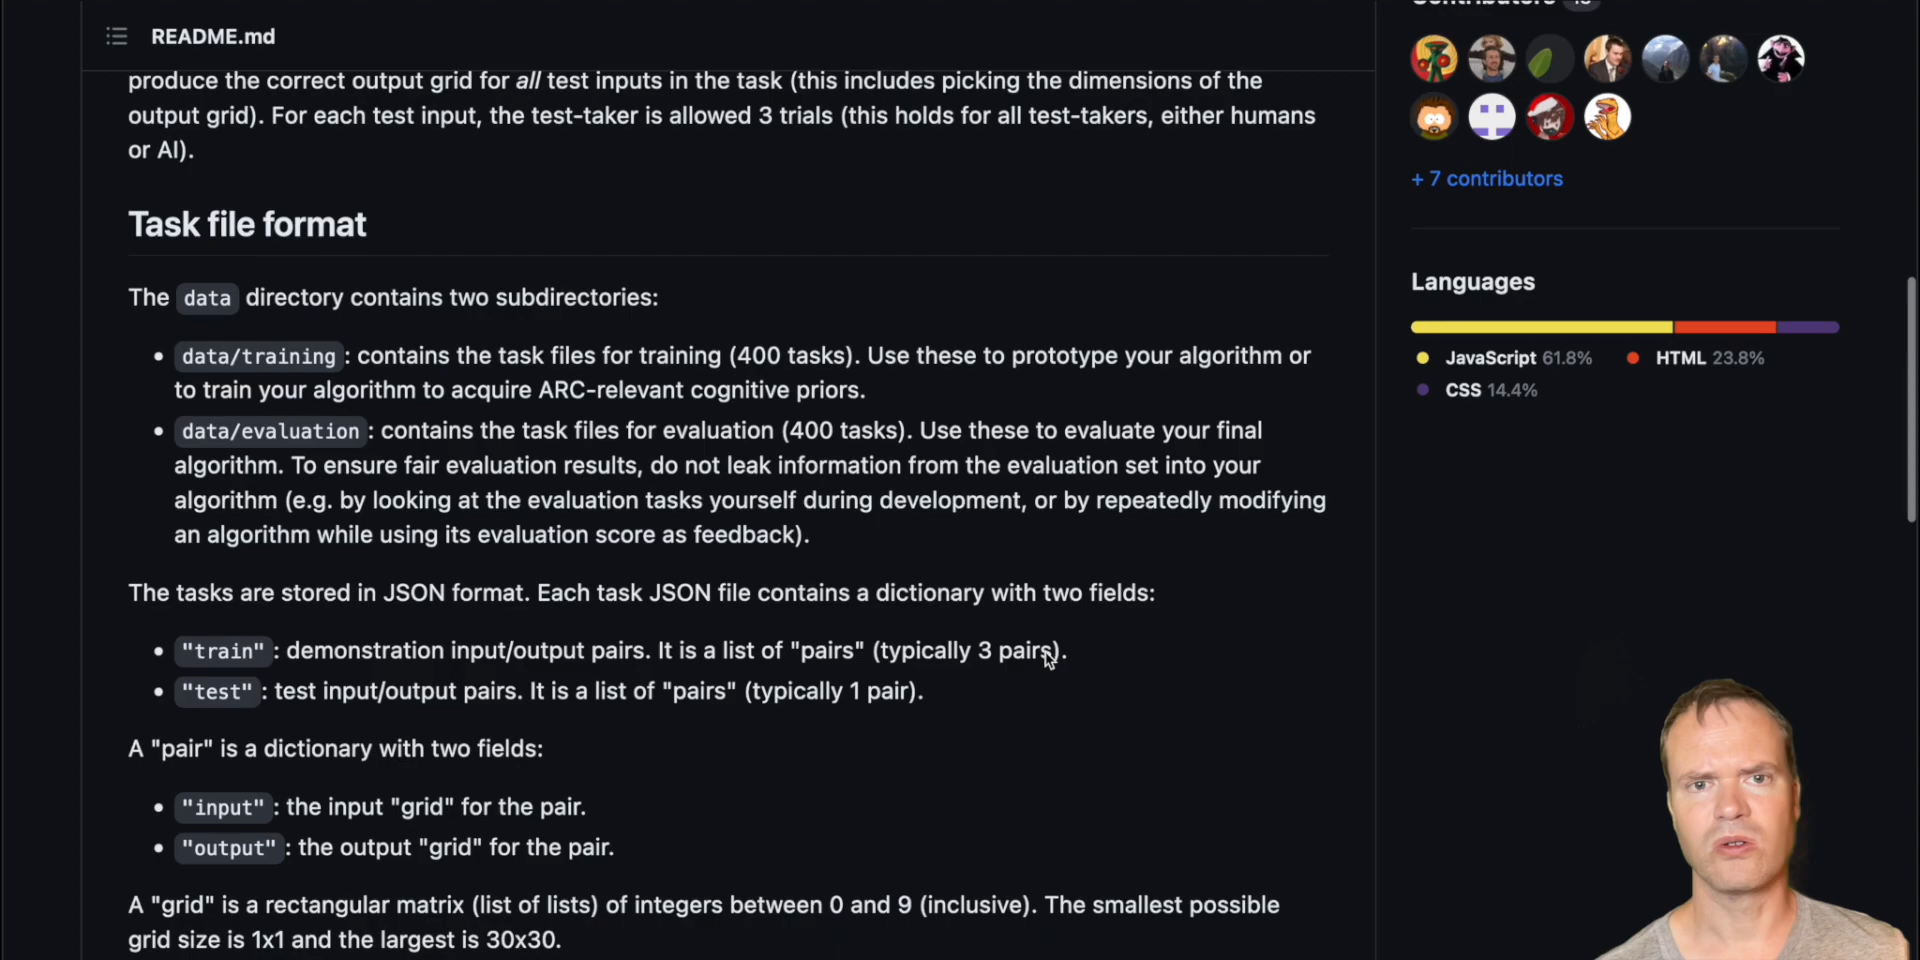 README.md
produce the correct output grid for all test inputs in the task (this includes picking the dimensions of the
output grid). For each test input, the test-taker is allowed 3 trials (this holds for all test-takers, either humans
or AI).
Task file format
The data directory contains two subdirectories:
• data/training: contains the task files for training (400 tasks). Use these to prototype your algorithm or
to train your algorithm to acquire ARC-relevant cognitive priors.
• data/evaluation: contains the task files for evaluation (400 tasks). Use these to evaluate your final
algorithm. To ensure fair evaluation results, do not leak information from the evaluation set into your
algorithm (e.g. by looking at the evaluation tasks yourself during development, or by repeatedly modifying
an algorithm while using its evaluation score as feedback).
The tasks are stored in JSON format. Each task JSON file contains a dictionary with two fields:
• "train": demonstration input/output pairs. It is a list of "pairs" (typically 3 pairs).
• "test": test input/output pairs. It is a list of "pairs" (typically 1 pair).
A "pair" is a dictionary with two fields:
• "input": the input "grid" for the pair.
• "output": the output "grid" for the pair.
A "grid" is a rectangular matrix (list of lists) of integers between 0 and 9 (inclusive). The smallest possible
grid size is 1x1 and the largest is 30x30.
Contributors
+ 7 contributors
Languages
JavaScript 61.8% HTML 23.8%
CSS 14.4%